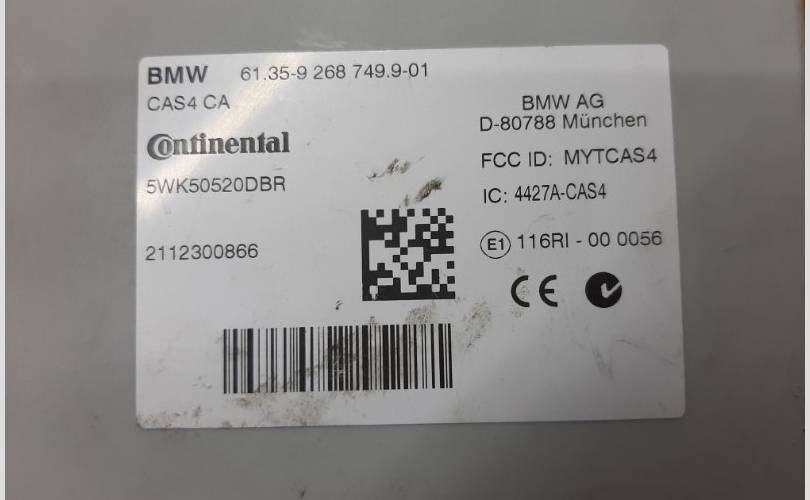 BMW 61.35-9 268 749.9-01
CAS4 CA
Continental
5WK50520DBR
2112300866
BMW AG
D-80788 München
FCC ID: MYTCAS4
IC: 4427A-CAS4
E1 116RI - 00 0056
CE